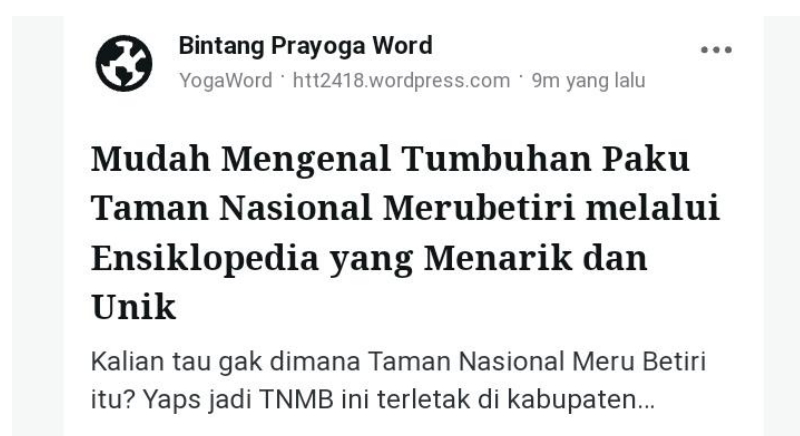 Bintang Prayoga Word
YogaWord · htt2418.wordpress.com · 9m yang lalu
Mudah Mengenal Tumbuhan Paku
Taman Nasional Merubetiri melalui
Ensiklopedia yang Menarik dan
Unik
Kalian tau gak dimana Taman Nasional Meru Betiri
itu? Yaps jadi TNMB ini terletak di kabupaten...